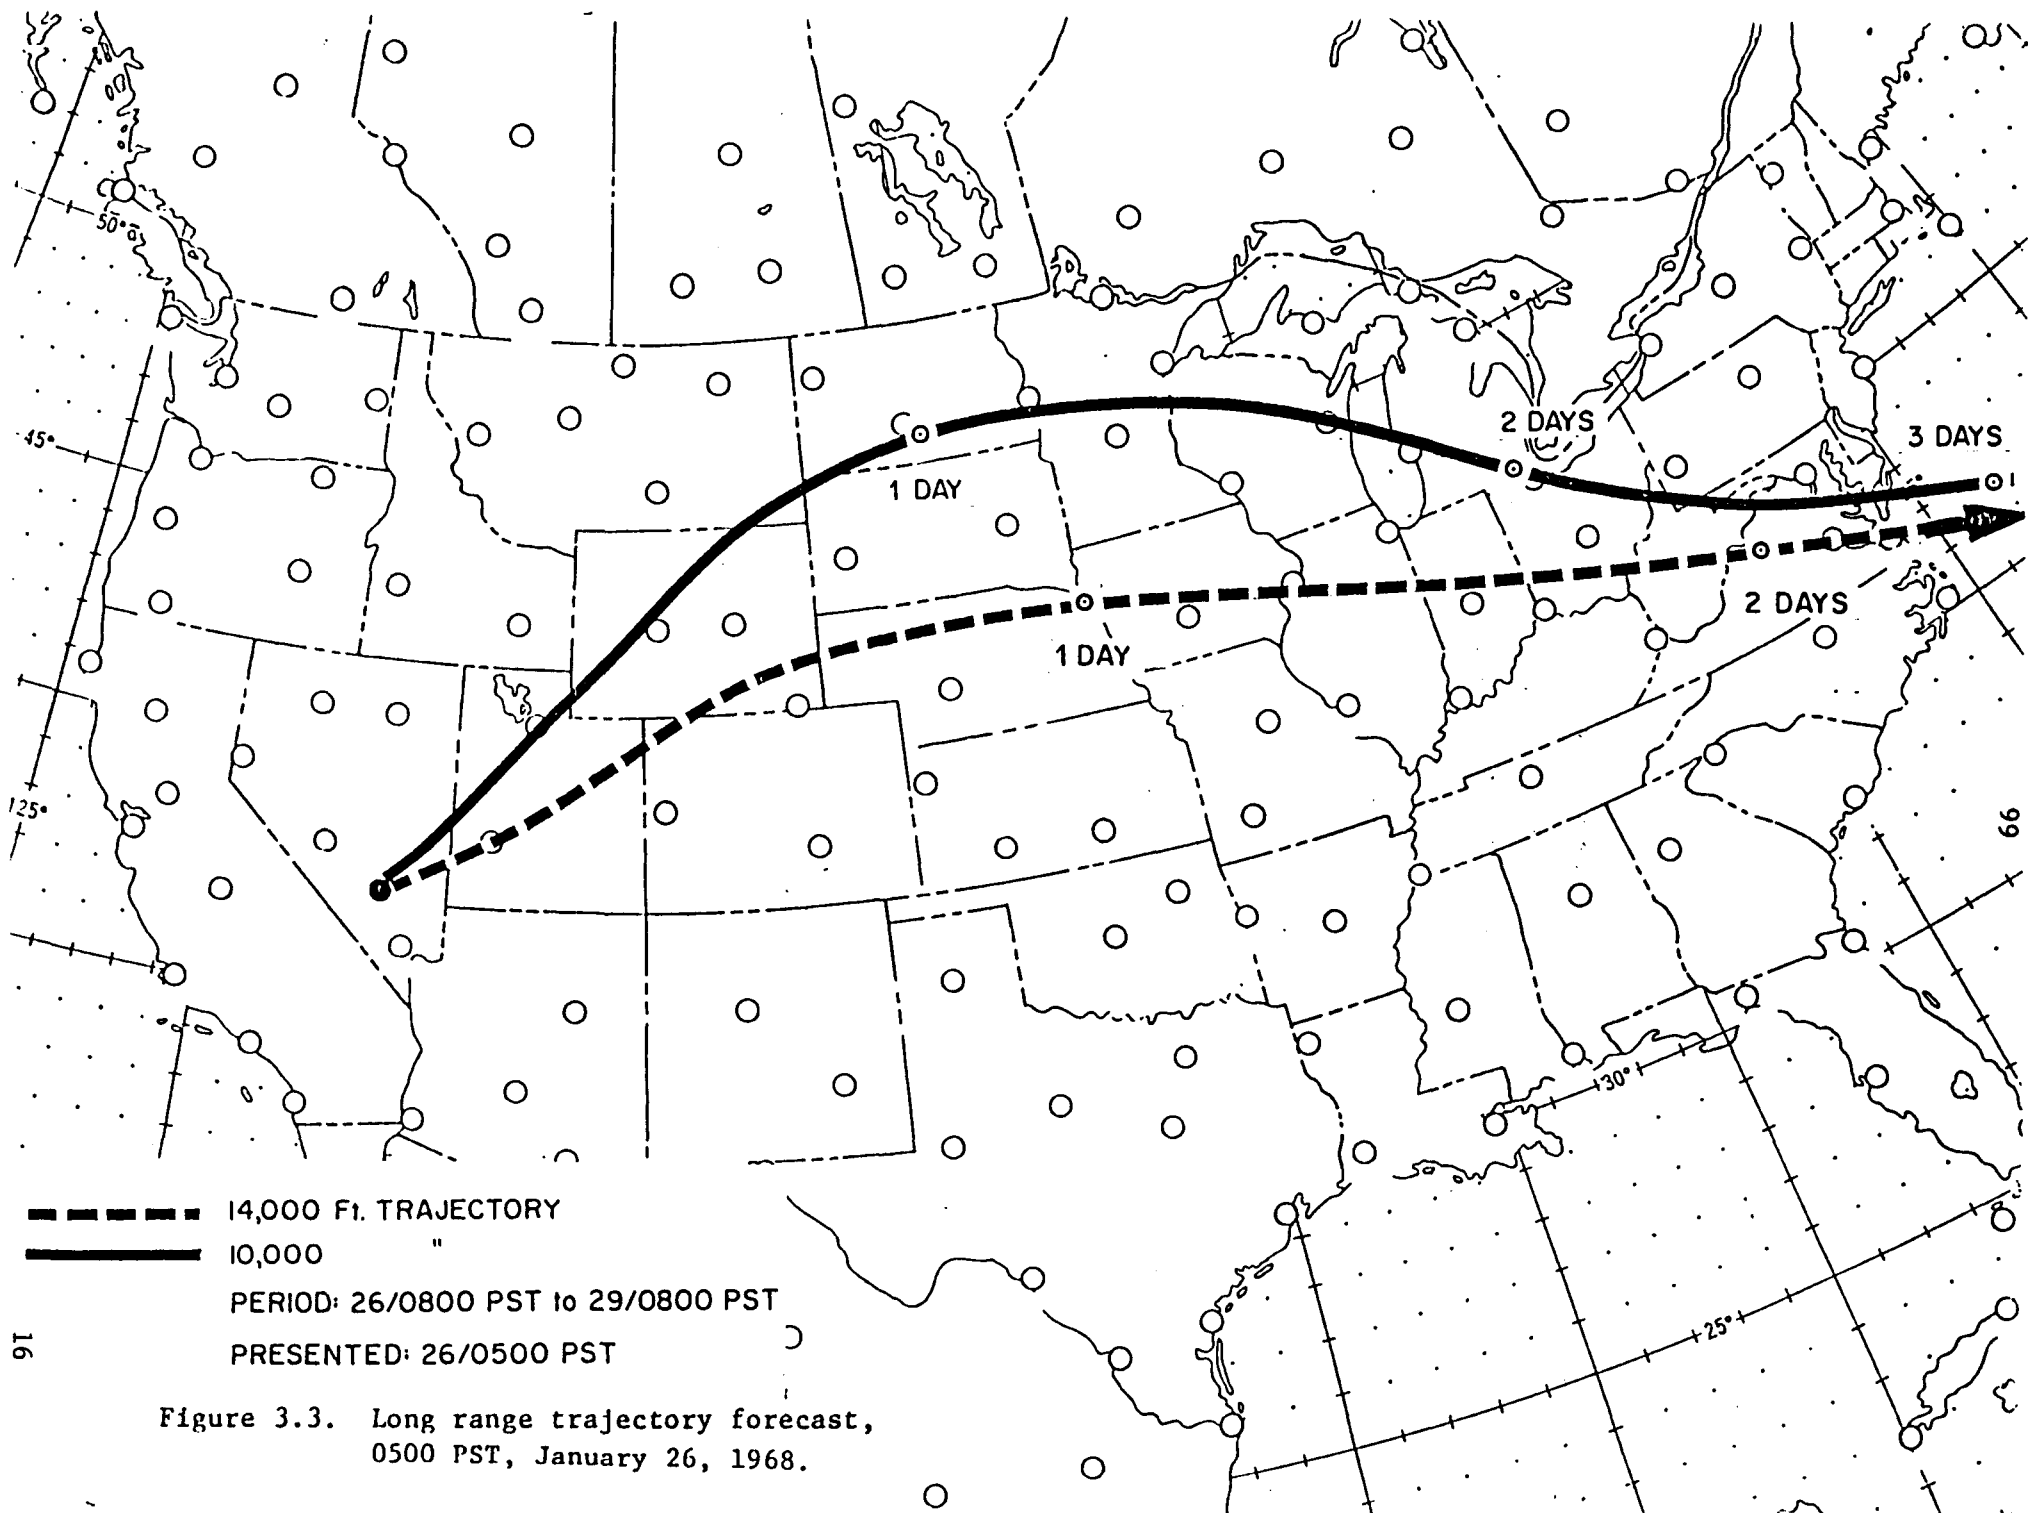 50°
45°
125°
2 DAYS
3 DAYS
1 DAY
1 DAY
2 DAYS
66
30°
25°
14,000 Ft. TRAJECTORY
10,000 "
PERIOD: 26/0800 PST to 29/0800 PST
PRESENTED: 26/0500 PST
16
Figure 3.3. Long range trajectory forecast,
0500 PST, January 26, 1968.